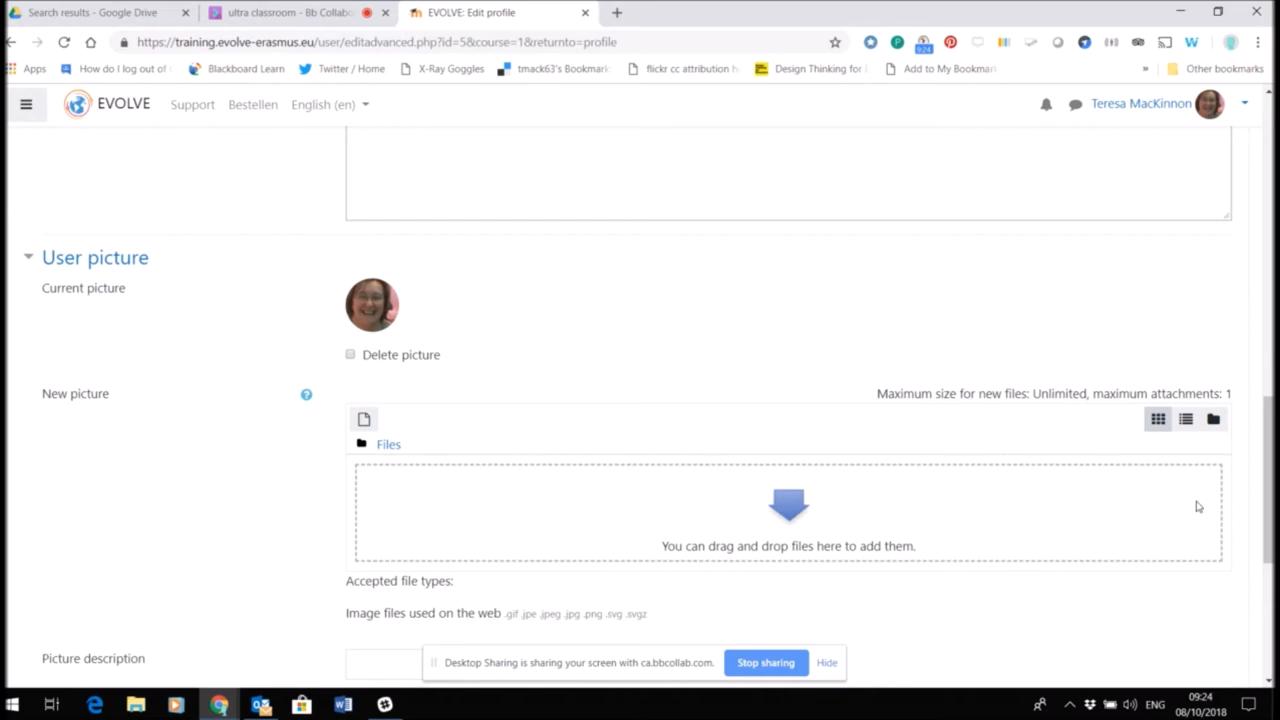 Search results - Google Drive
ultra classroom - Bb Collabo
EVOLVE: Edit profile
https://training.evolve-erasmus.eu/user/editadvanced.php?id=5&course=1&returnto=profile
9:24
Apps
How do I log out of
Blackboard Learn
Twitter / Home
X-Ray Goggles
tmack63's Bookmark
flickr cc attribution h
Design Thinking for
Add to My Bookmar
»
Other bookmarks
EVOLVE
Support
Bestellen
English (en)
Teresa MacKinnon
User picture
Current picture
Delete picture
New picture
Maximum size for new files: Unlimited, maximum attachments: 1
Files
You can drag and drop files here to add them.
Accepted file types:
Image files used on the web .gif .jpe .jpeg .jpg .png .svg .svgz
Picture description
Desktop Sharing is sharing your screen with ca.bbcollab.com.
Stop sharing
Hide
ENG
09:24
08/10/2018